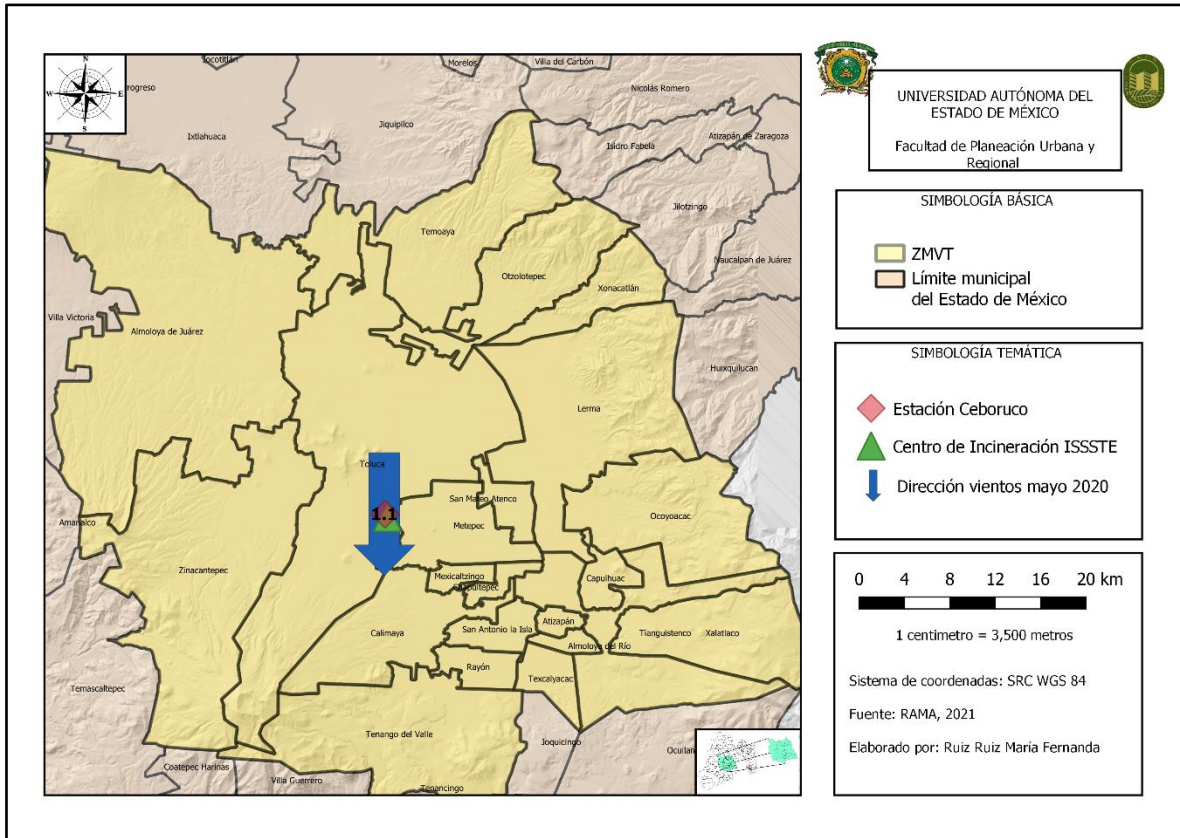 N
W
E
S
Jocotitlán
Morelos
Villa del Carbón
rogreso
Nicolás Romero
Ixtlahuaca
Jiquipilco
Atizapán de Zaragoza
Isidro Fabela
Jilotzingo
Temoaya
Otzolotepec
Naucalpan de Juárez
Xonacatlán
Villa Victoria
Almoloya de Juárez
Huixquilucan
Lerma
Toluca
San Mateo Atenco
1.1
Ocoyoacac
Amanalco
Metepec
Zinacantepec
Mexicaltzingo
Capulhuac
Chapultepec
Atizapán
Calimaya
San Antonio la Isla
Tianguistenco
Xalatlaco
Almoloya del Río
Rayón
Texcalyacac
Temascaltepec
Tenango del Valle
Joquicingo
Ocuilan
Coatepec Harinas
Villa Guerrero
Tenancingo
UNIVERSIDAD AUTÓNOMA DEL
ESTADO DE MÉXICO
Facultad de Planeación Urbana y
Regional
SIMBOLOGÍA BÁSICA
ZMVT
Límite municipal
del Estado de México
SIMBOLOGÍA TEMÁTICA
Estación Ceboruco
Centro de Incineración ISSSTE
Dirección vientos mayo 2020
0 4 8 12 16 20 km
1 centimetro = 3,500 metros
Sistema de coordenadas: SRC WGS 84
Fuente: RAMA, 2021
Elaborado por: Ruiz Ruiz María Fernanda